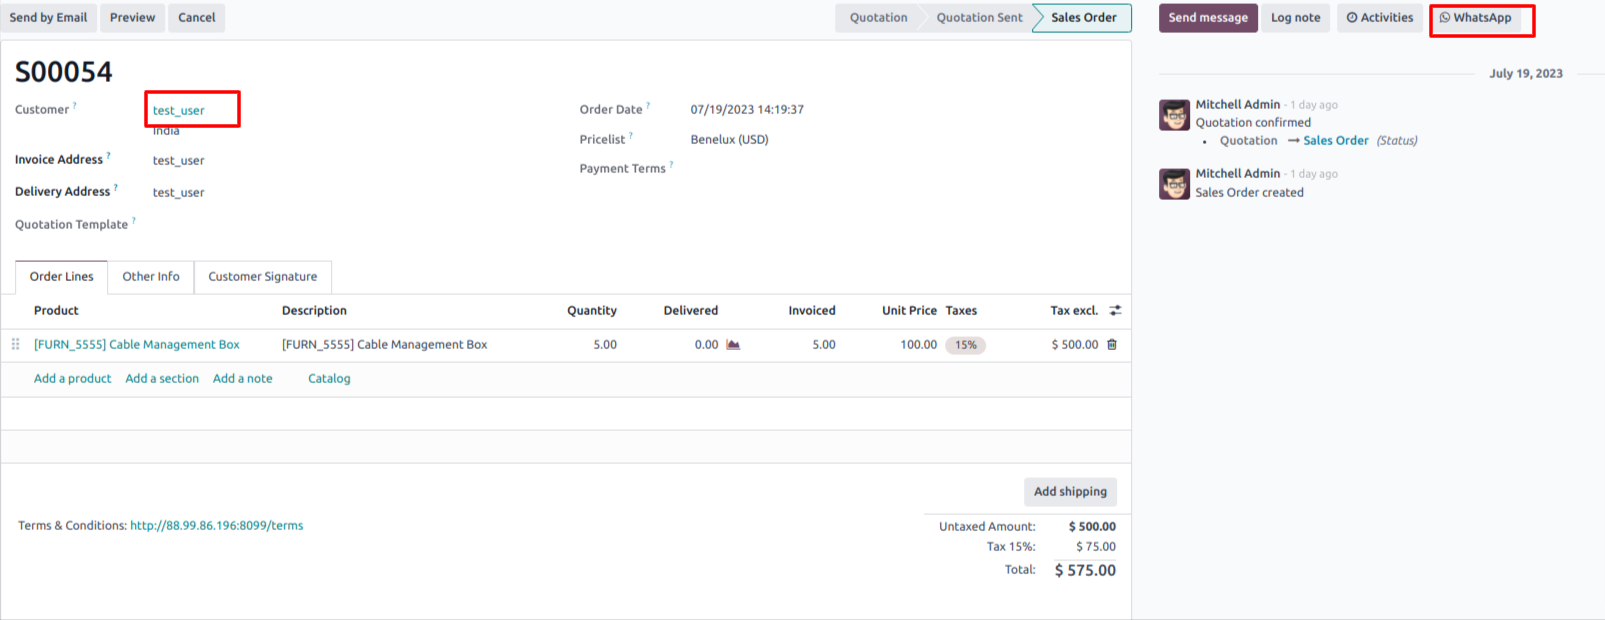 Send by Email Preview Cancel Quotation Quotation Sent Sales Order
S00054
Customer ? test_user
India
Invoice Address ? test_user
Delivery Address ? test_user
Quotation Template ?
Order Date ? 07/19/2023 14:19:37
Pricelist ? Benelux (USD)
Payment Terms ?
Order Lines Other Info Customer Signature
Product Description Quantity Delivered Invoiced Unit Price Taxes Tax excl.
[FURN_5555] Cable Management Box [FURN_5555] Cable Management Box 5.00 0.00 5.00 100.00 15% $ 500.00
Add a product Add a section Add a note Catalog
Add shipping
Terms & Conditions: http://88.99.86.196:8099/terms
Untaxed Amount: $ 500.00
Tax 15%: $ 75.00
Total: $ 575.00
Send message Log note Activities WhatsApp
July 19, 2023
Mitchell Admin - 1 day ago
Quotation confirmed
• Quotation → Sales Order (Status)
Mitchell Admin - 1 day ago
Sales Order created